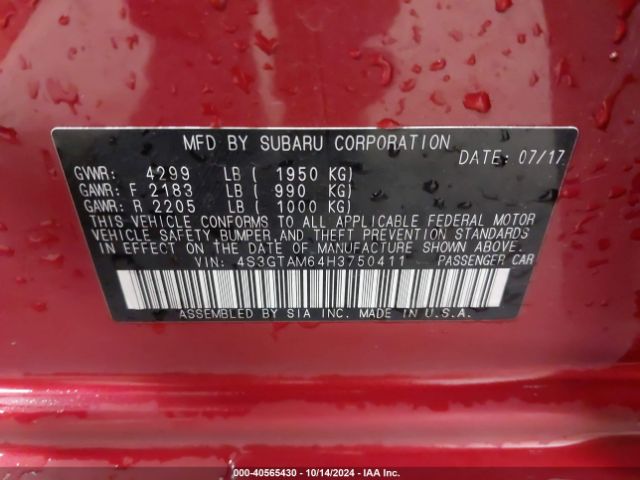 MFD BY SUBARU CORPORATION
DATE: 07/17
GVWR: 4299 LB ( 1950 KG)
GAWR: F 2183 LB ( 990 KG)
GAWR: R 2205 LB ( 1000 KG)
THIS VEHICLE CONFORMS TO ALL APPLICABLE FEDERAL MOTOR
VEHICLE SAFETY, BUMPER, AND THEFT PREVENTION STANDARDS
IN EFFECT ON THE DATE OF MANUFACTURE SHOWN ABOVE.
VIN: 4S3GTAM64H3750411 PASSENGER CAR
ASSEMBLED BY SIA INC. MADE IN U.S.A.
000-40565430 - 10/14/2024 - IAA Inc.